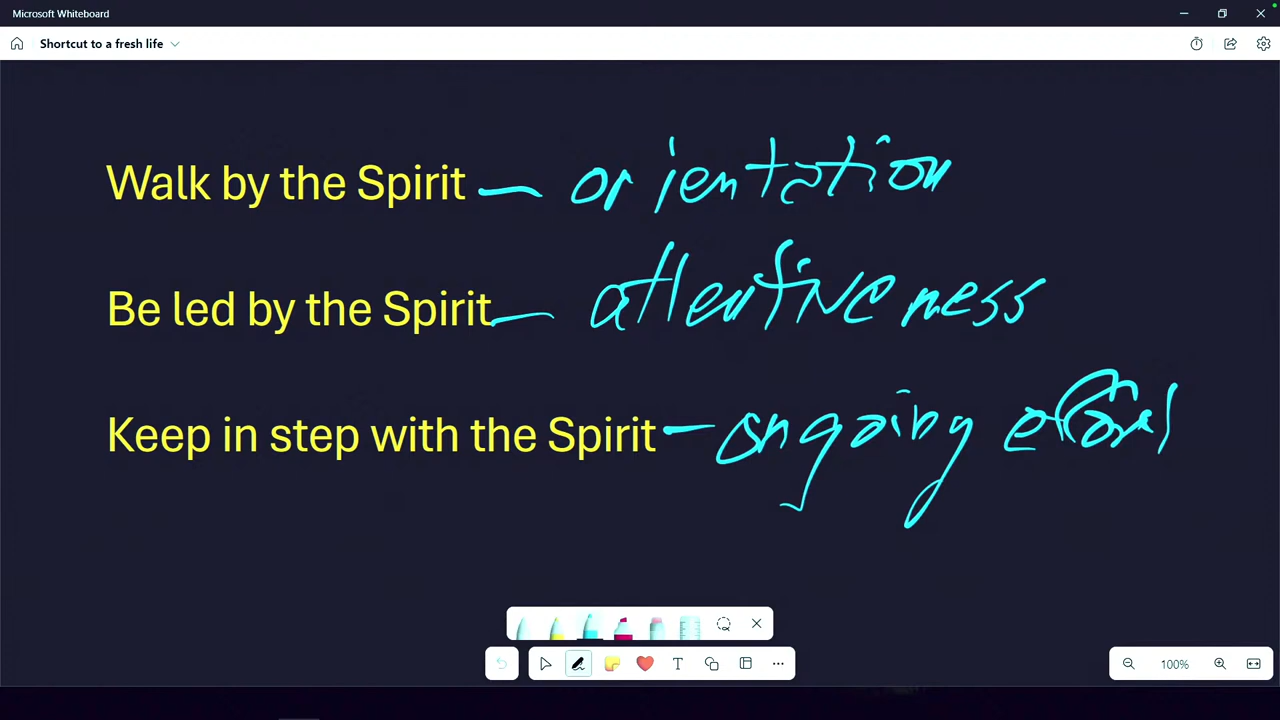 Microsoft Whiteboard
Shortcut to a fresh life
Walk by the Spirit — orientation
Be led by the Spirit — attentiveness
Keep in step with the Spirit — ongoing effort
100%